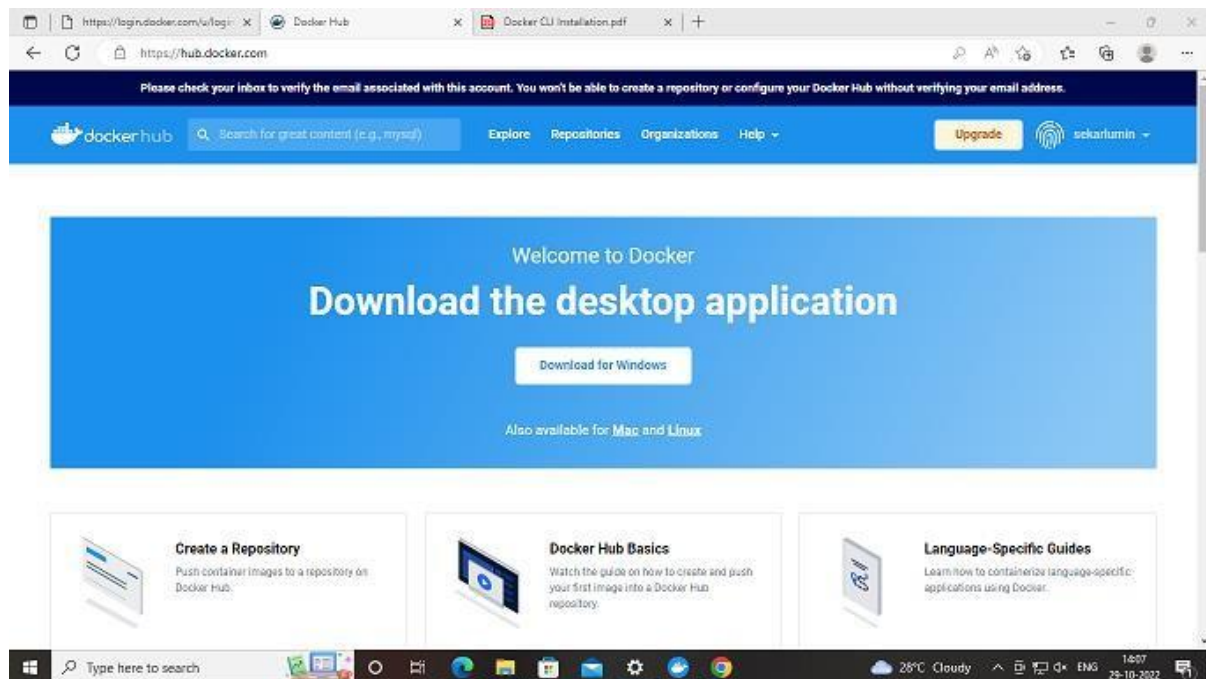 https://login.docker.com/u/logi
Docker Hub
Docker CLI Installation.pdf
https://hub.docker.com
Please check your inbox to verify the email associated with this account. You won't be able to create a repository or configure your Docker Hub without verifying your email address.
dockerhub
Search for great content (e.g., mysql)
Explore Repositories Organizations Help
Upgrade
sekarlumin
Welcome to Docker
Download the desktop application
Download for Windows
Also available for Mac and Linux
Create a Repository
Push container images to a repository on
Docker Hub.
Docker Hub Basics
Watch the guide on how to create and push
your first image into a Docker Hub
repository.
Language-Specific Guides
Learn how to containerize language-specific
applications using Docker.
Type here to search
28°C Cloudy
ENG
14:07
29-10-2022